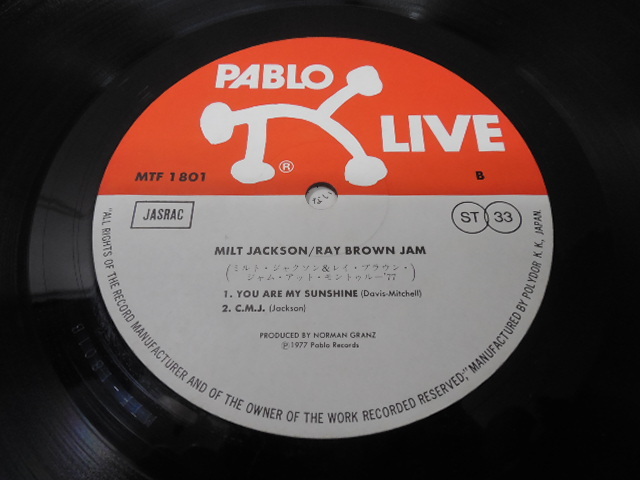 PABLO
LIVE
®
MTF 1801
B
JASRAC
ST 33
MILT JACKSON/RAY BROWN JAM
(ミルト・ジャクソン&レイ・ブラウン・
ジャム・アット・モントゥルー'77)
1. YOU ARE MY SUNSHINE (Davis-Mitchell)
2. C.M.J. (Jackson)
PRODUCED BY NORMAN GRANZ
℗1977 Pablo Records
"ALL RIGHTS OF THE RECORD MANUFACTURER AND OF THE OWNER OF THE WORK RECORDED RESERVED;" MANUFACTURED BY POLYDOR K.K., JAPAN.